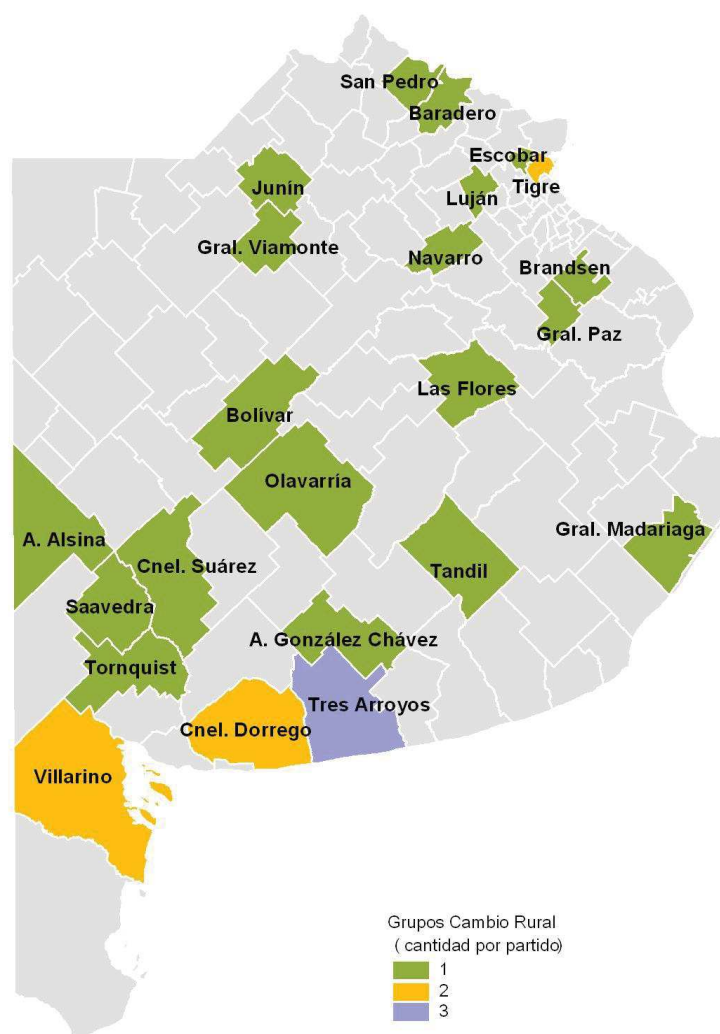 San Pedro
Baradero
Escobar
Tigre
Junín
Luján
Gral. Viamonte
Navarro
Brandsen
Gral. Paz
Las Flores
Bolívar
Olavarría
A. Alsina
Cnel. Suárez
Gral. Madariaga
Tandil
Saavedra
A. González Chávez
Tornquist
Tres Arroyos
Cnel. Dorrego
Villarino
Grupos Cambio Rural
( cantidad por partido)
1
2
3